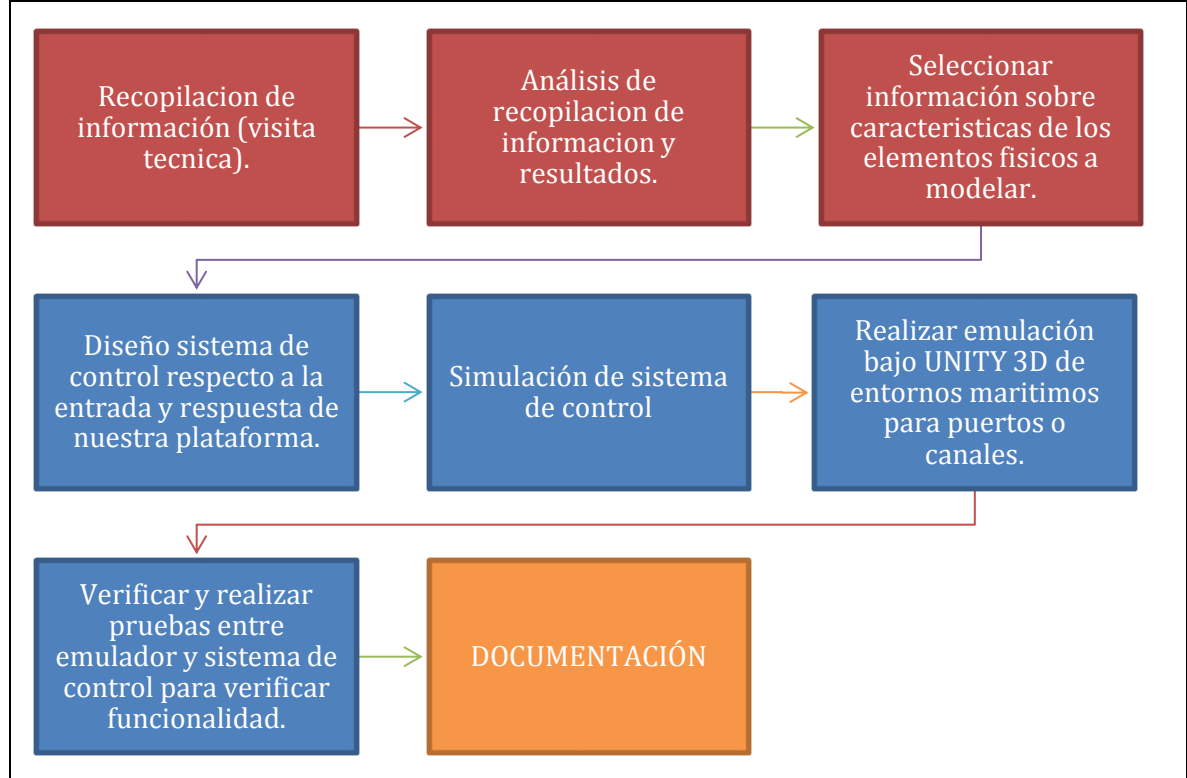 Recopilacion de
información (visita
tecnica).
Análisis de
recopilacion de
informacion y
resultados.
Seleccionar
información sobre
caracteristicas de los
elementos fisicos a
modelar.
Diseño sistema de
control respecto a la
entrada y respuesta de
nuestra plataforma.
Simulación de sistema
de control
Realizar emulación
bajo UNITY 3D de
entornos maritimos
para puertos o
canales.
Verificar y realizar
pruebas entre
emulador y sistema de
control para verificar
funcionalidad.
DOCUMENTACIÓN